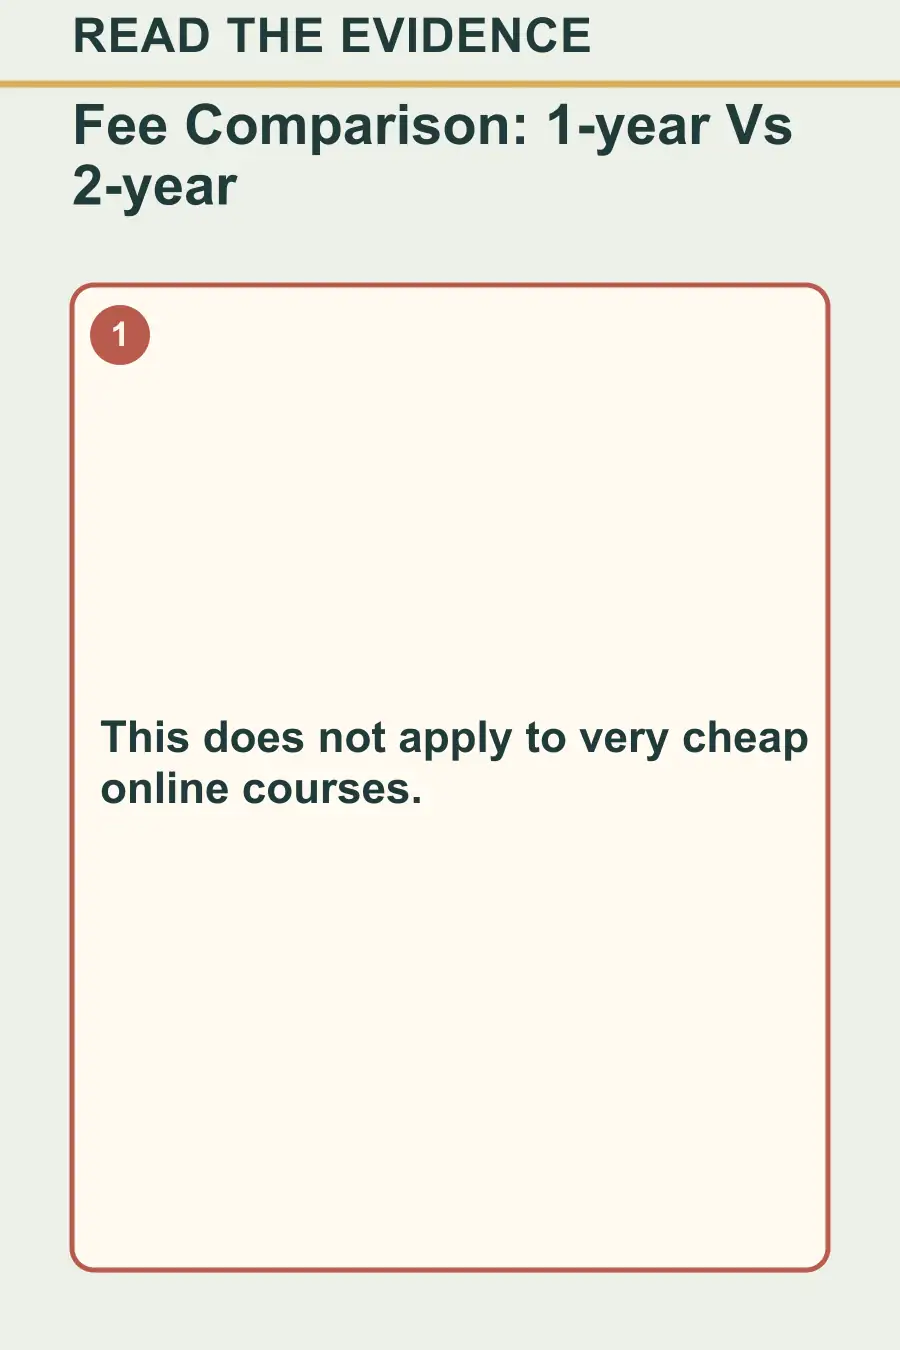 READ THE EVIDENCE
Fee Comparison: 1-year Vs
2-year
1
This does not apply to very cheap
online courses.